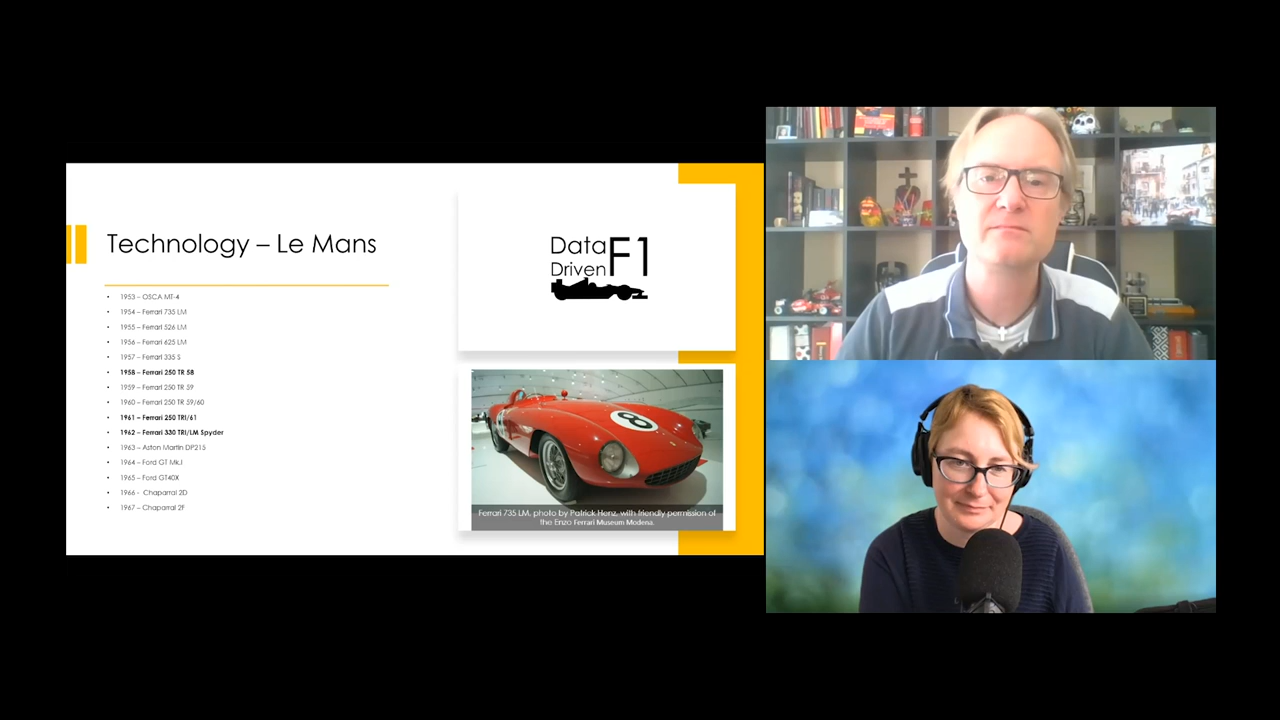 Technology – Le Mans
• 1953 – OSCA MT-4
• 1954 – Ferrari 735 LM
• 1955 – Ferrari 526 LM
• 1956 – Ferrari 625 LM
• 1957 – Ferrari 335 S
• 1958 – Ferrari 250 TR 58
• 1959 – Ferrari 250 TR 59
• 1960 – Ferrari 250 TR 59/60
• 1961 – Ferrari 250 TRI/61
• 1962 – Ferrari 330 TRI/LM Spyder
• 1963 – Aston Martin DP215
• 1964 – Ford GT Mk.I
• 1965 – Ford GT40X
• 1966 - Chaparral 2D
• 1967 – Chaparral 2F
Data
Driven
F1
8
Ferrari 735 LM, photo by Patrick Henz, with friendly permission of
the Enzo Ferrari Museum Modena.